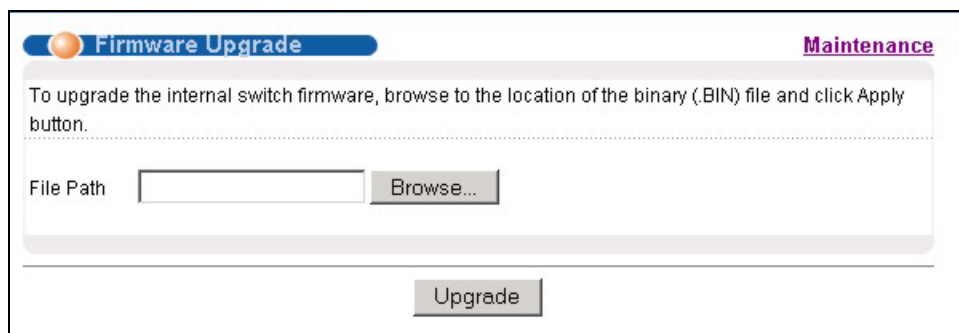 Firmware Upgrade
Maintenance
To upgrade the internal switch firmware, browse to the location of the binary (.BIN) file and click Apply
button.
File Path
Browse...
Upgrade